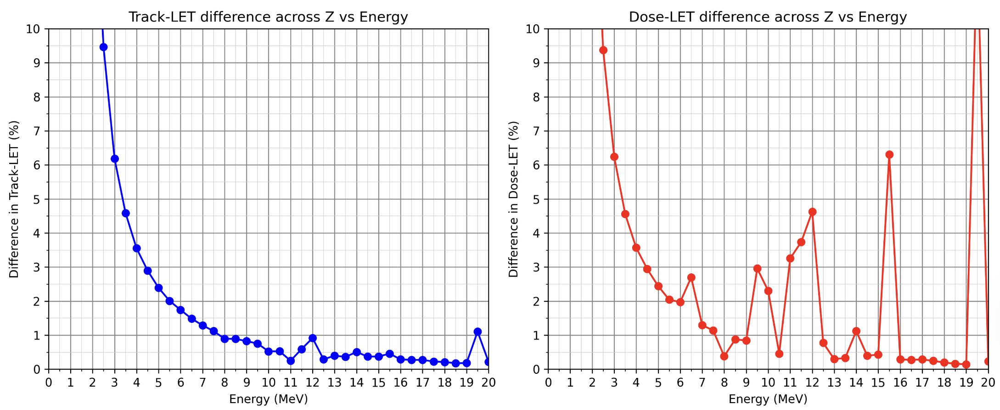 Track-LET difference across Z vs Energy
Difference in Track-LET (%)
10
9
8
7
6
5
4
3
2
1
0
0 1 2 3 4 5 6 7 8 9 10 11 12 13 14 15 16 17 18 19 20
Energy (MeV)
Dose-LET difference across Z vs Energy
Difference in Dose-LET (%)
10
9
8
7
6
5
4
3
2
1
0
0 1 2 3 4 5 6 7 8 9 10 11 12 13 14 15 16 17 18 19 20
Energy (MeV)